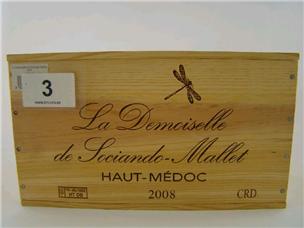 3
La Demoiselle
de Sociando-Mallet
HAUT-MÉDOC
2008
CRD